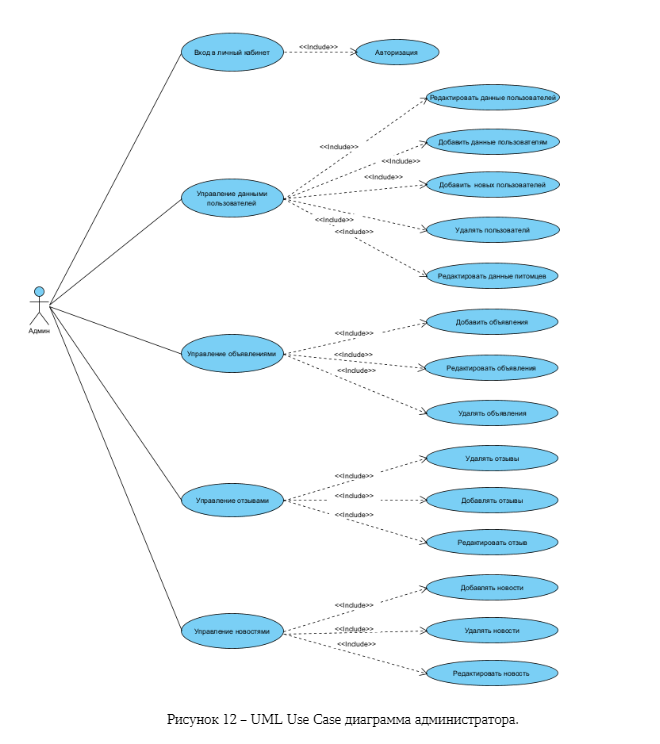 Вход в личный кабинет
<<Include>>
Авторизация
Редактировать данные пользователей
<<Include>>
Добавить данные пользователям
<<Include>>
<<Include>>
Добавить новых пользователей
Управление данными
пользователей
<<Include>>
Удалять пользователй
<<Include>>
Редактировать данные питомцев
Админ
Добавить объявления
<<Include>>
Управление объявлениями
<<Include>>
Редактировать объявления
<<Include>>
Удалять объявления
Удалять отзывы
<<Include>>
Управление отзывами
<<Include>>
Добавлять отзывы
<<Include>>
Редактировать отзыв
Добавлять новости
<<Include>>
Управление новостями
<<Include>>
Удалять новости
<<Include>>
Редактировать новость
Рисунок 12 – UML Use Case диаграмма администратора.